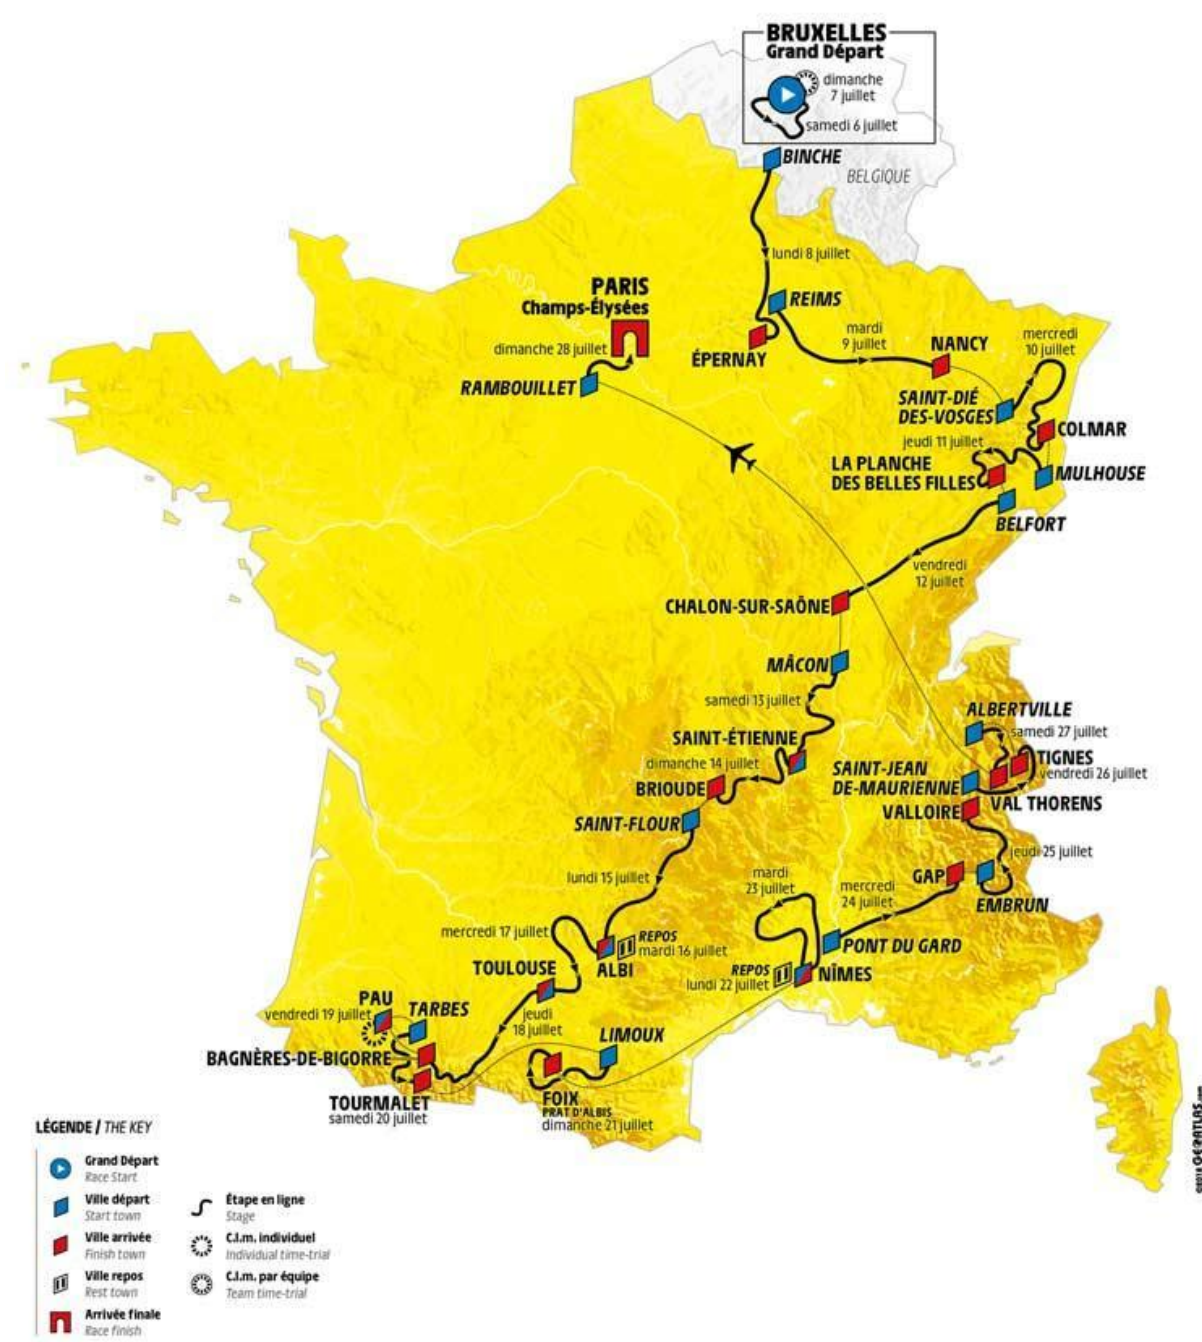 BRUXELLES
Grand Départ
dimanche
7 juillet
samedi 6 juillet
BINCHE
BELGIQUE
lundi 8 juillet
PARIS
Champs-Élysées
REIMS
dimanche 28 juillet
ÉPERNAY
mardi
9 juillet
NANCY
mercredi
10 juillet
RAMBOUILLET
SAINT-DIÉ
DES-VOSGES
COLMAR
jeudi 11 juillet
LA PLANCHE
DES BELLES FILLES
MULHOUSE
BELFORT
vendredi
12 juillet
CHALON-SUR-SAÔNE
MÂCON
samedi 13 juillet
ALBERTVILLE
samedi 27 juillet
SAINT-ÉTIENNE
dimanche 14 juillet
TIGNES
vendredi 26 juillet
SAINT-JEAN
DE-MAURIENNE
BRIOUDE
VAL THORENS
VALLOIRE
SAINT-FLOUR
jeudi 25 juillet
lundi 15 juillet
mardi
23 juillet
mercredi
24 juillet
GAP
EMBRUN
mercredi 17 juillet
REPOS
mardi 16 juillet
ALBI
PONT DU GARD
TOULOUSE
REPOS
lundi 22 juillet
NÎMES
PAU
vendredi 19 juillet
TARBES
jeudi
18 juillet
LIMOUX
BAGNÈRES-DE-BIGORRE
TOURMALET
samedi 20 juillet
FOIX
PRAT D'ALBIS
dimanche 21 juillet
LÉGENDE / THE KEY
Grand Départ
Race Start
Ville départ
Start town
Ville arrivée
Finish town
Ville repos
Rest town
Arrivée finale
Race finish
Étape en ligne
Stage
C.l.m. individuel
Individual time-trial
C.l.m. par équipe
Team time-trial
©2018 GEOATLAS.com